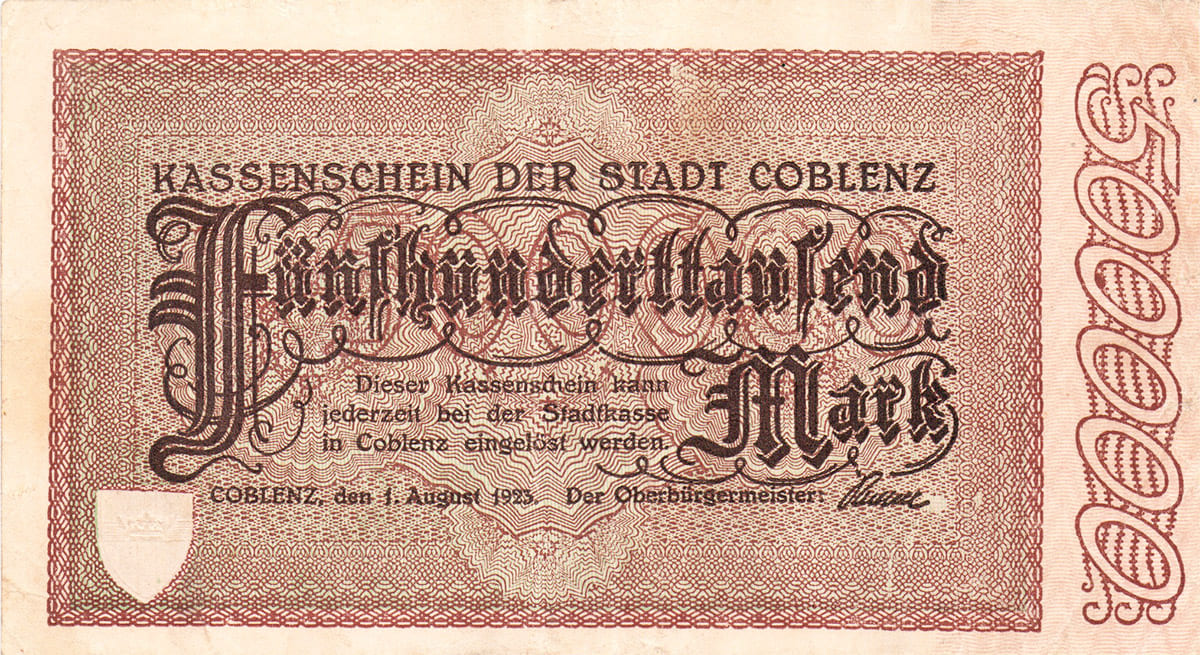 KASSENSCHEIN DER STADT COBLENZ
Fünfhunderttausend
Mark
Dieser Kassenschein kann
jederzeit bei der Stadtkasse
in Coblenz eingelöst werden.
COBLENZ, den 1. August 1923. Der Oberbürgermeister:
500000